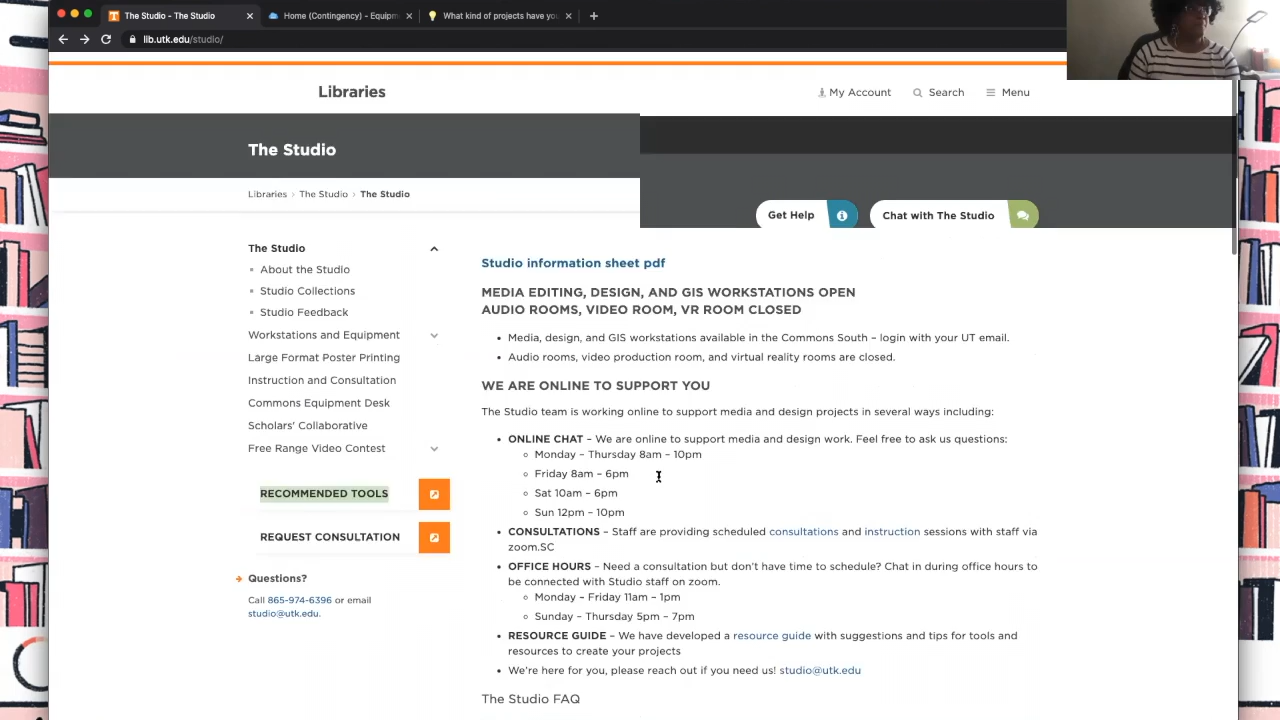 The Studio - The Studio
Home (Contingency) - Equipm
What kind of projects have you
lib.utk.edu/studio/
Libraries
My Account
Search
Menu
The Studio
Libraries › The Studio › The Studio
Get Help
Chat with The Studio
The Studio
About the Studio
Studio Collections
Studio Feedback
Workstations and Equipment
Large Format Poster Printing
Instruction and Consultation
Commons Equipment Desk
Scholars' Collaborative
Free Range Video Contest
RECOMMENDED TOOLS
REQUEST CONSULTATION
Questions?
Call 865-974-6396 or email
studio@utk.edu.
Studio information sheet pdf
MEDIA EDITING, DESIGN, AND GIS WORKSTATIONS OPEN
AUDIO ROOMS, VIDEO ROOM, VR ROOM CLOSED
Media, design, and GIS workstations available in the Commons South – login with your UT email.
Audio rooms, video production room, and virtual reality rooms are closed.
WE ARE ONLINE TO SUPPORT YOU
The Studio team is working online to support media and design projects in several ways including:
ONLINE CHAT – We are online to support media and design work. Feel free to ask us questions:
Monday – Thursday 8am – 10pm
Friday 8am – 6pm
Sat 10am – 6pm
Sun 12pm – 10pm
CONSULTATIONS – Staff are providing scheduled consultations and instruction sessions with staff via
zoom.SC
OFFICE HOURS – Need a consultation but don't have time to schedule? Chat in during office hours to
be connected with Studio staff on zoom.
Monday – Friday 11am – 1pm
Sunday – Thursday 5pm – 7pm
RESOURCE GUIDE – We have developed a resource guide with suggestions and tips for tools and
resources to create your projects
We're here for you, please reach out if you need us! studio@utk.edu
The Studio FAQ